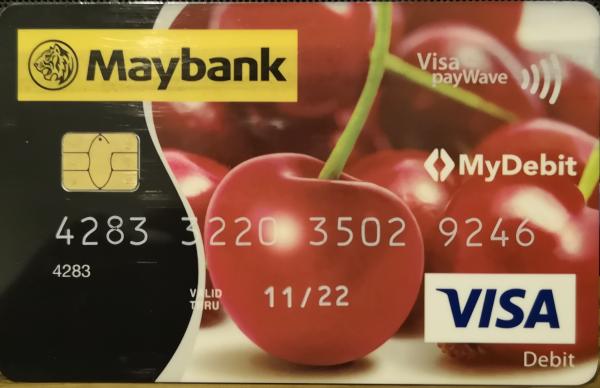 Maybank
Visa
payWave
MyDebit
4283 3220 3502 9246
4283
VALID
THRU
11/22
VISA
Debit